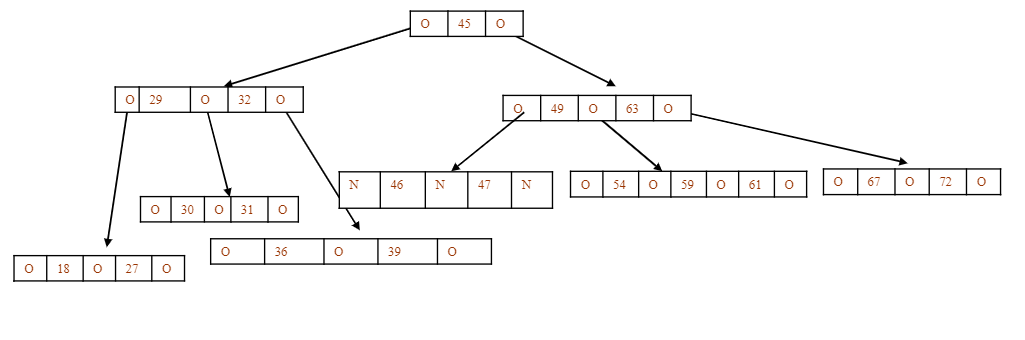 O 45 O
O 29 O 32 O
O 49 O 63 O
N 46 N 47 N
O 54 O 59 O 61 O
O 67 O 72 O
O 30 O 31 O
O 36 O 39 O
O 18 O 27 O